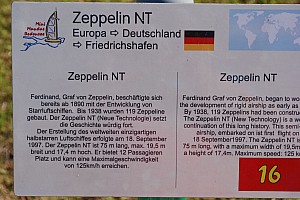 Mini
Mundus
Bodensee
Zeppelin NT
Europa ⇨ Deutschland
⇨ Friedrichshafen
Zeppelin NT
Ferdinand, Graf von Zeppelin, beschäftigte sich
bereits ab 1890 mit der Entwicklung von
Starrluftschiffen. Bis 1938 wurden 119 Zeppeline
gebaut. Der Zeppelin NT (Neue Technologie) setzt
die Geschichte würdig fort.
Der Erstellung des weltweiten einzigartigen
halbstarren Luftschiffes erfolgte am 18. September
1997. Der Zeppelin NT ist 75 m lang, max. 19,5 m
breit und 17,4 m hoch. Er bietet 12 Passagieren
Platz und kann eine Maximalgeschwindigkeit
von 125km/h erreichen.
Zeppelin NT
Ferdinand, Graf von Zeppelin, began to w
the development of rigid airship as early as
By 1938, 119 Zeppelins had been constru
The Zeppelin NT (New Technology) is a w
continuation of this long history. This semi-
airship, embarked on its first flight on
18 September1997. The Zeppelin NT is
75 m long, with a maximum width of 19,5m
a height of 17,4m. Maximum speed: 125 k
16